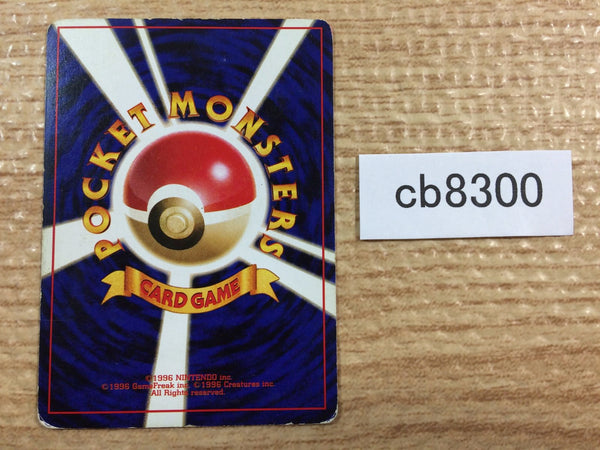 POCKET MONSTERS
CARD GAME
©1996 NINTENDO inc.
©1996 GameFreak inc. ©1996 Creatures inc.
All Rights reserved.
cb8300